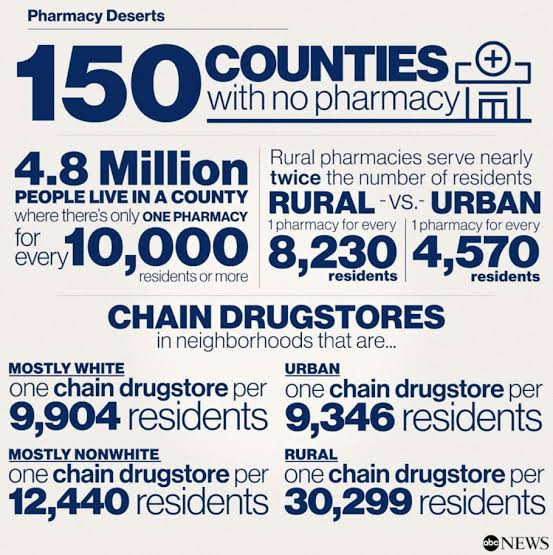 Pharmacy Deserts
150 COUNTIES
with no pharmacy
4.8 Million
PEOPLE LIVE IN A COUNTY
where there's only ONE PHARMACY
for every 10,000
residents or more
Rural pharmacies serve nearly
twice the number of residents
RURAL -VS.- URBAN
1 pharmacy for every
8,230
residents
1 pharmacy for every
4,570
residents
CHAIN DRUGSTORES
in neighborhoods that are...
MOSTLY WHITE
one chain drugstore per
9,904 residents
URBAN
one chain drugstore per
9,346 residents
MOSTLY NONWHITE
one chain drugstore per
12,440 residents
RURAL
one chain drugstore per
30,299 residents
abc NEWS